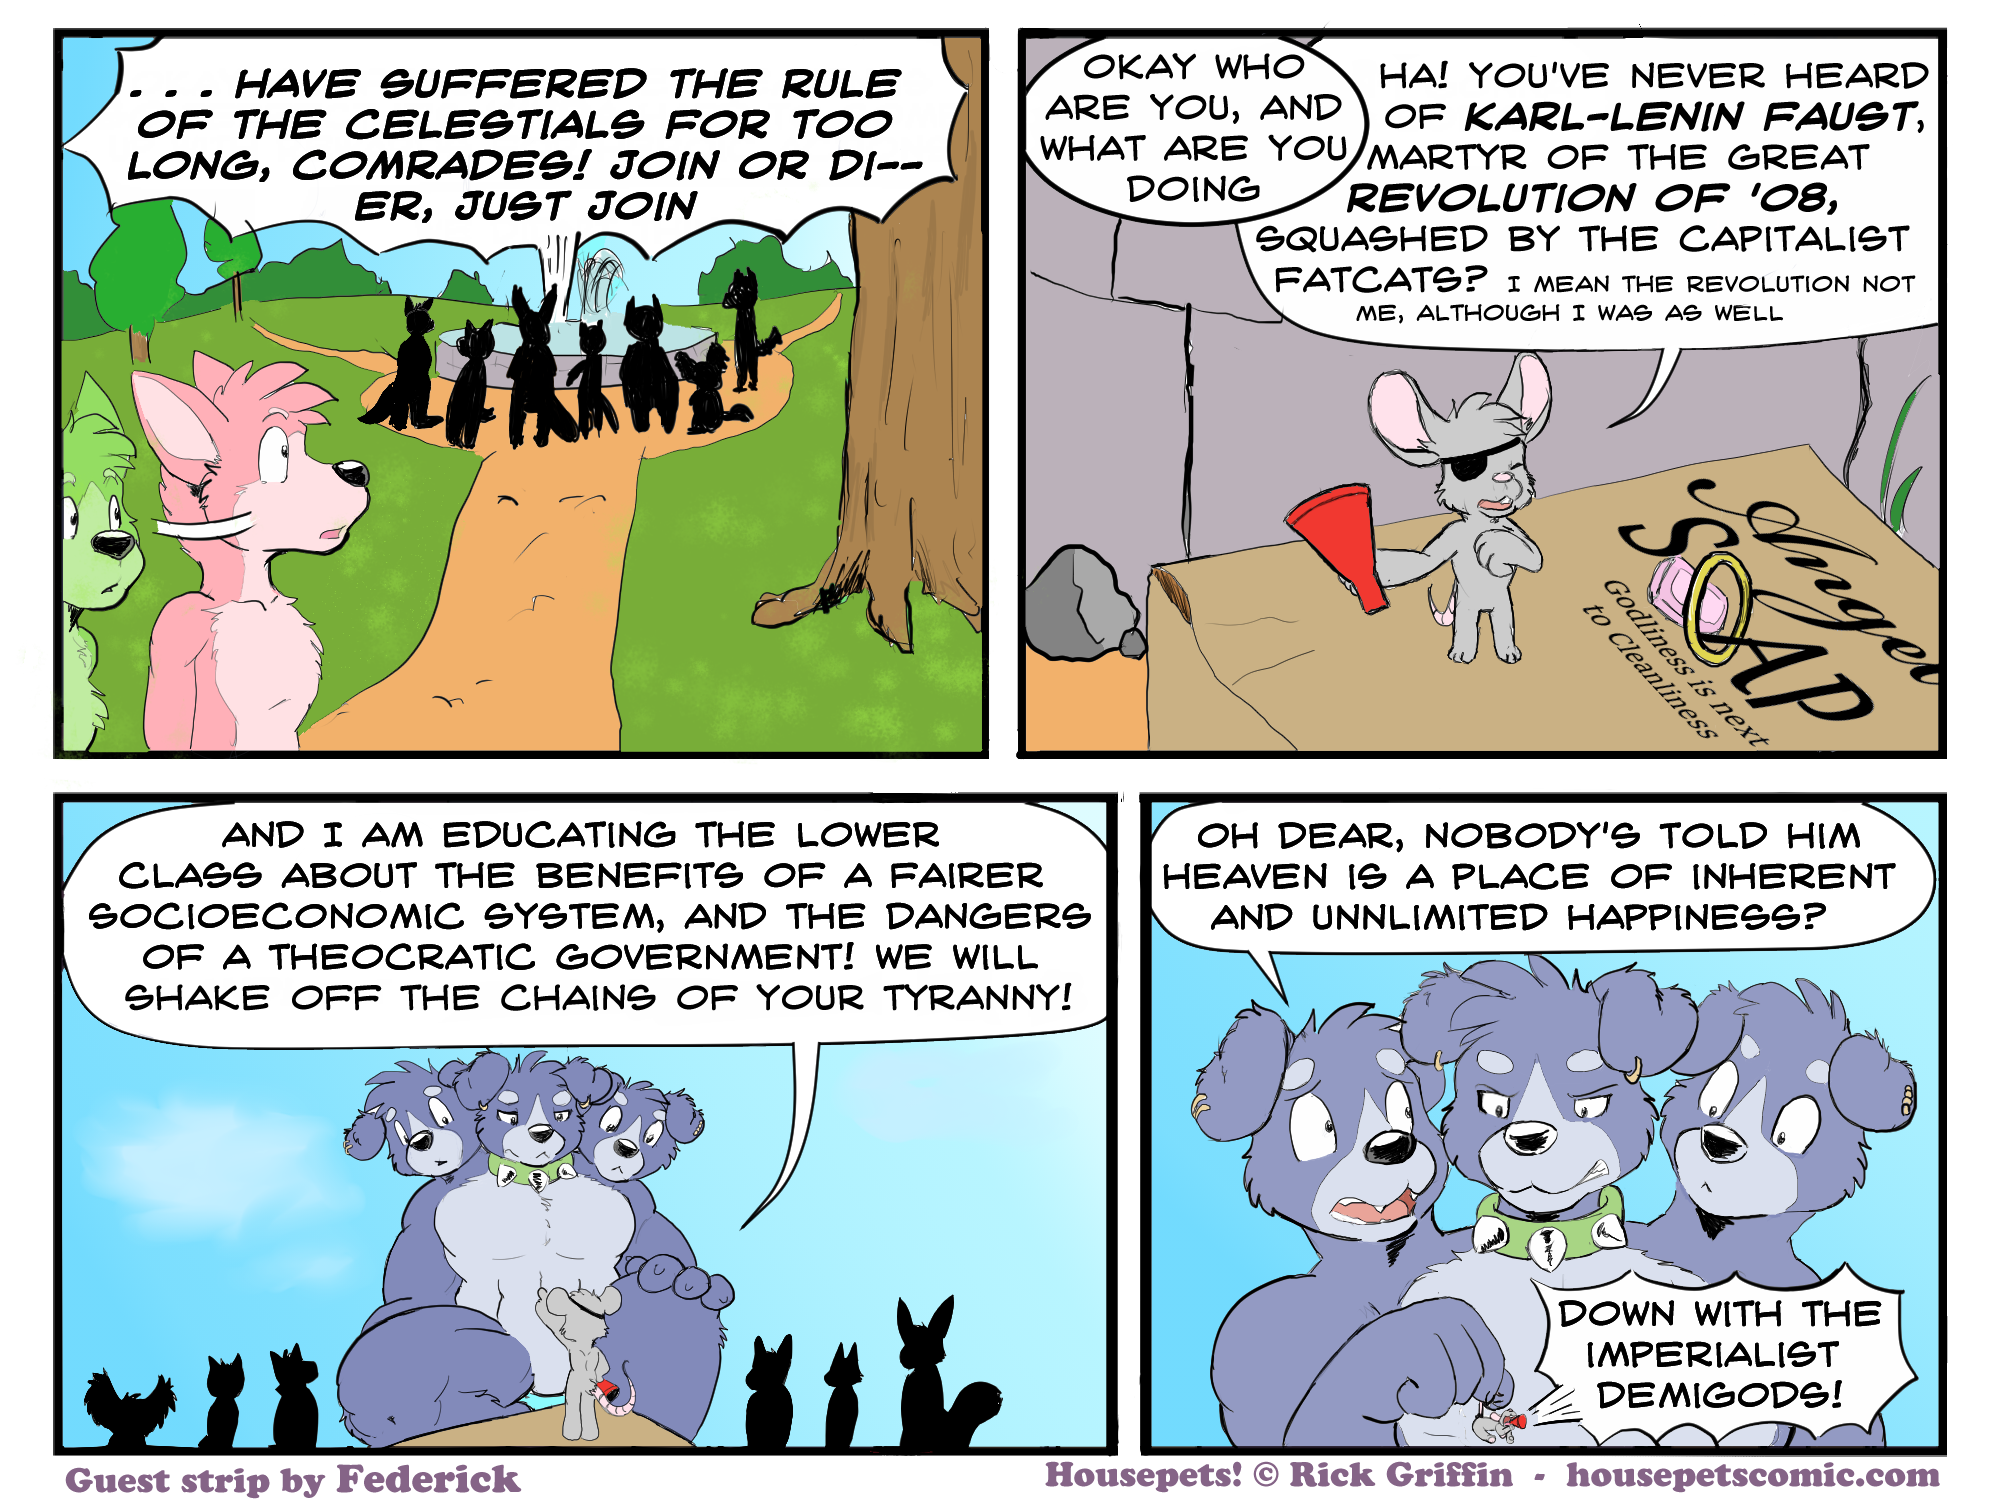 . . . HAVE SUFFERED THE RULE
OF THE CELESTIALS FOR TOO
LONG, COMRADES! JOIN OR DI--
ER, JUST JOIN
OKAY WHO
ARE YOU, AND
WHAT ARE YOU
DOING
HA! YOU'VE NEVER HEARD
OF KARL-LENIN FAUST,
MARTYR OF THE GREAT
REVOLUTION OF '08,
SQUASHED BY THE CAPITALIST
FATCATS? I MEAN THE REVOLUTION NOT
ME, ALTHOUGH I WAS AS WELL
Angel
SOAP
Godliness is next
to Cleanliness
AND I AM EDUCATING THE LOWER
CLASS ABOUT THE BENEFITS OF A FAIRER
SOCIOECONOMIC SYSTEM, AND THE DANGERS
OF A THEOCRATIC GOVERNMENT! WE WILL
SHAKE OFF THE CHAINS OF YOUR TYRANNY!
OH DEAR, NOBODY'S TOLD HIM
HEAVEN IS A PLACE OF INHERENT
AND UNNLIMITED HAPPINESS?
DOWN WITH THE
IMPERIALIST
DEMIGODS!
Guest strip by Federick
Housepets! © Rick Griffin - housepetscomic.com